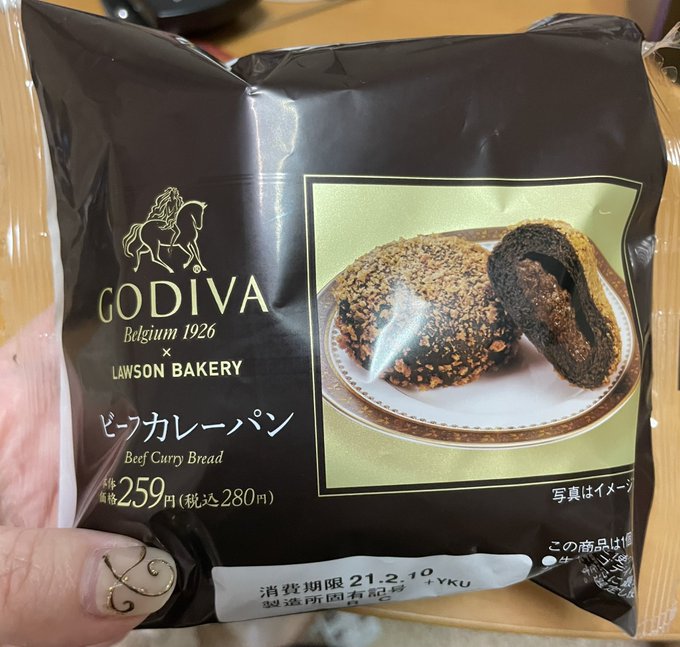 GODIVA
Belgium 1926
×
LAWSON BAKERY
ビーフカレーパン
Beef Curry Bread
本体
価格 259円(税込280円)
写真はイメージ
この商品は
消費期限 21.2.10 +YKU
製造所固有記号